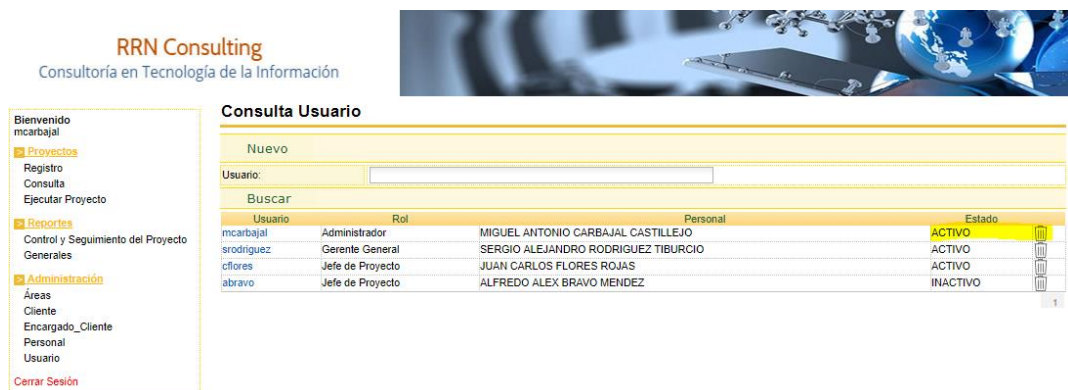 RRN Consulting
Consultoría en Tecnología de la Información
Bienvenido
mcarbajal
Proyectos
Registro
Consulta
Ejecutar Proyecto
Reportes
Control y Seguimiento del Proyecto
Generales
Administración
Áreas
Cliente
Encargado_Cliente
Personal
Usuario
Cerrar Sesión
Consulta Usuario
Nuevo
Usuario:
Buscar
Usuario Rol Personal Estado
mcarbajal Administrador MIGUEL ANTONIO CARBAJAL CASTILLEJO ACTIVO
srodriguez Gerente General SERGIO ALEJANDRO RODRIGUEZ TIBURCIO ACTIVO
cflores Jefe de Proyecto JUAN CARLOS FLORES ROJAS ACTIVO
abravo Jefe de Proyecto ALFREDO ALEX BRAVO MENDEZ INACTIVO
1